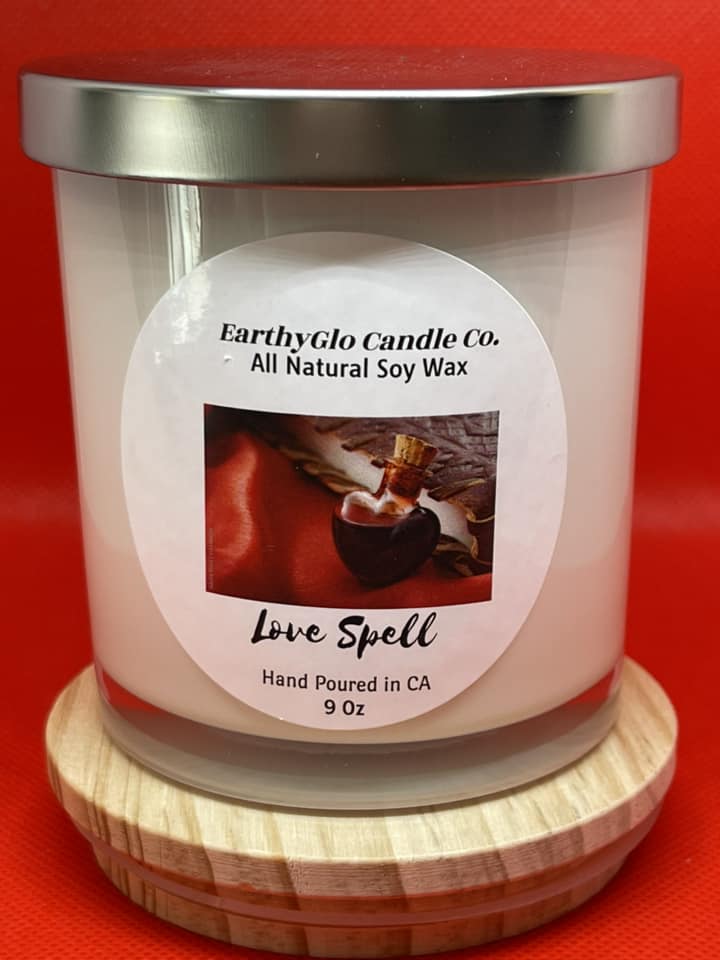 EarthyGlo Candle Co.
All Natural Soy Wax
Love Spell
Hand Poured in CA
9 Oz